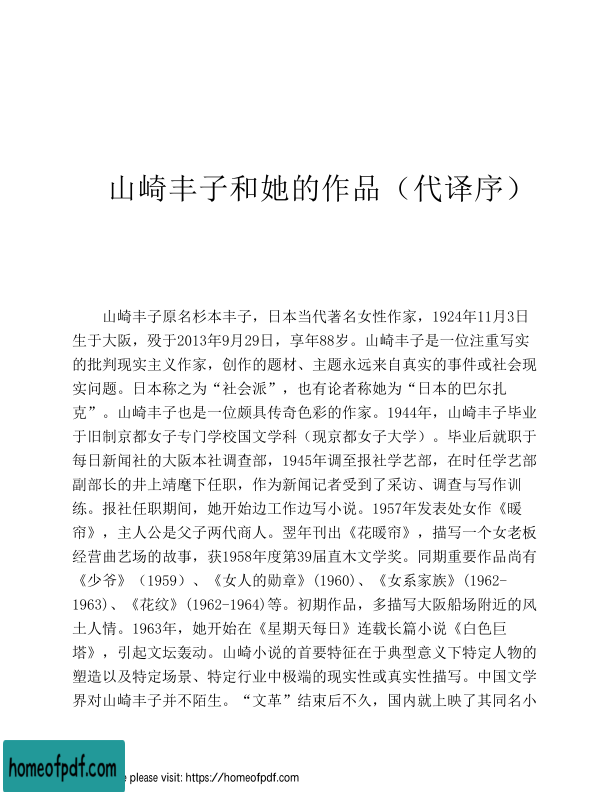 山崎丰子和她的作品（代译序）
山崎丰子原名杉本丰子，日本当代著名女性作家，1924年11月3日
生于大阪，殁于2013年9月29日，享年88岁。山崎丰子是一位注重写实
的批判现实主义作家，创作的题材、主题永远来自真实的事件或社会现
实问题。日本称之为“社会派”，也有论者称她为“日本的巴尔扎
克”。山崎丰子也是一位颇具传奇色彩的作家。1944年，山崎丰子毕业
于旧制京都女子专门学校国文学科（现京都女子大学）。毕业后就职于
每日新闻社的大阪本社调查部，1945年调至报社学艺部，在时任学艺部
副部长的井上靖麾下任职，作为新闻记者受到了采访、调查与写作训
练。报社任职期间，她开始边工作边写小说。1957年发表处女作《暖
帘》，主人公是父子两代商人。翌年刊出《花暖帘》，描写一个女老板
经营曲艺场的故事，获1958年度第39届直木文学奖。同期重要作品尚有
《少爷》（1959）、《女人的勋章》(1960)、《女系家族》(1962-
1963)、《花纹》(1962-1964)等。初期作品，多描写大阪船场附近的风
土人情。1963年，她开始在《星期天每日》连载长篇小说《白色巨
塔》，引起文坛轰动。山崎小说的首要特征在于典型意义下特定人物的
塑造以及特定场景、特定行业中极端的现实性或真实性描写。中国文学
界对山崎丰子并不陌生。“文革”结束后不久，国内就上映了其同名小
homeofpdf.com
e please visit: https://homeofpdf.com